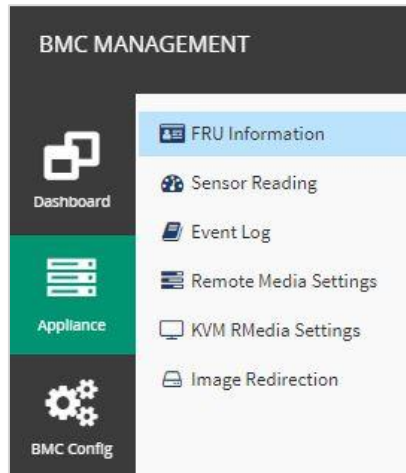 BMC MANAGEMENT
Dashboard
Appliance
BMC Config
FRU Information
Sensor Reading
Event Log
Remote Media Settings
KVM RMedia Settings
Image Redirection